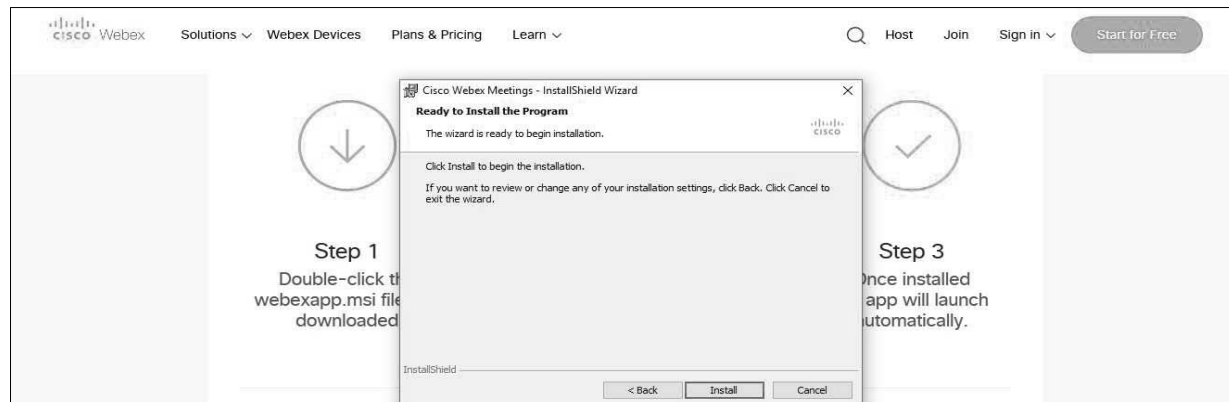 cisco Webex Solutions Webex Devices Plans & Pricing Learn Host Join Sign in Start for Free
Cisco Webex Meetings - InstallShield Wizard
Ready to Install the Program
The wizard is ready to begin installation.
cisco
Click Install to begin the installation.
If you want to review or change any of your installation settings, click Back. Click Cancel to
exit the wizard.
InstallShield
< Back Install Cancel
Step 1
Double-click
webexapp.msi file
downloaded
Step 3
Once installed
app will launch
automatically.